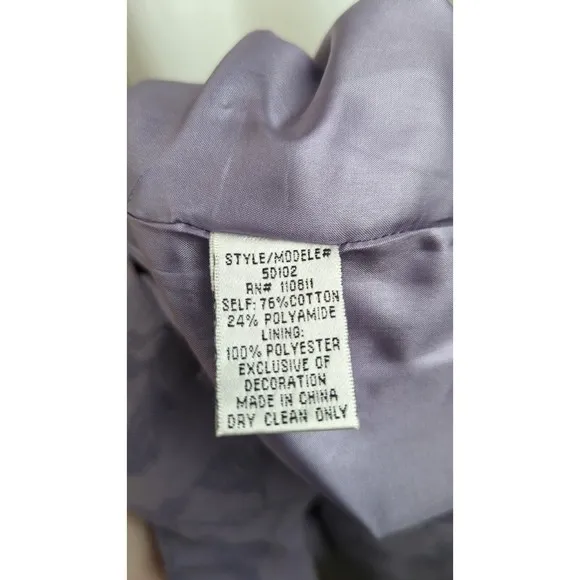 STYLE/MODELE#
5D102
RN# 110811
SELF: 76%COTTON
24% POLYAMIDE
LINING:
100% POLYESTER
EXCLUSIVE OF
DECORATION
MADE IN CHINA
DRY CLEAN ONLY